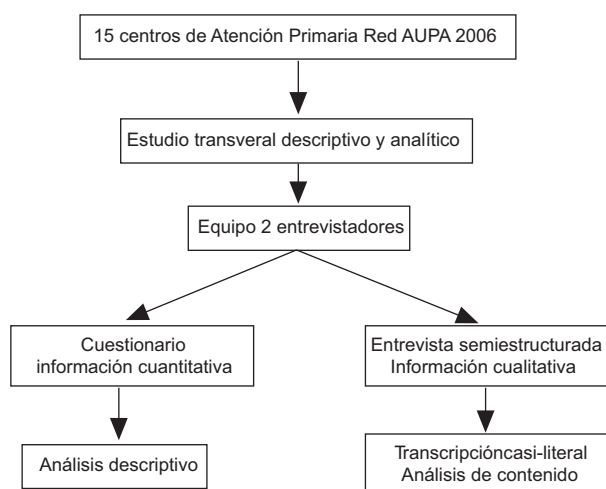 15 centros de Atención Primaria Red AUPA 2006
Estudio transveral descriptivo y analítico
Equipo 2 entrevistadores
Cuestionario
información cuantitativa
Entrevista semiestructurada
Información cualitativa
Análisis descriptivo
Transcripcióncasi-literal
Análisis de contenido